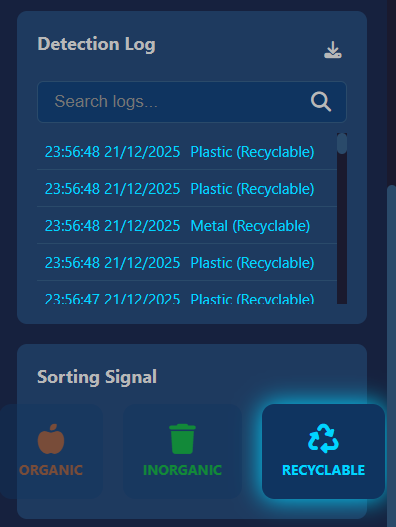 Detection Log
Search logs...
23:56:48 21/12/2025 Plastic (Recyclable)
23:56:48 21/12/2025 Plastic (Recyclable)
23:56:48 21/12/2025 Metal (Recyclable)
23:56:48 21/12/2025 Plastic (Recyclable)
23:56:47 21/12/2025 Plastic (Recyclable)
Sorting Signal
ORGANIC INORGANIC RECYCLABLE